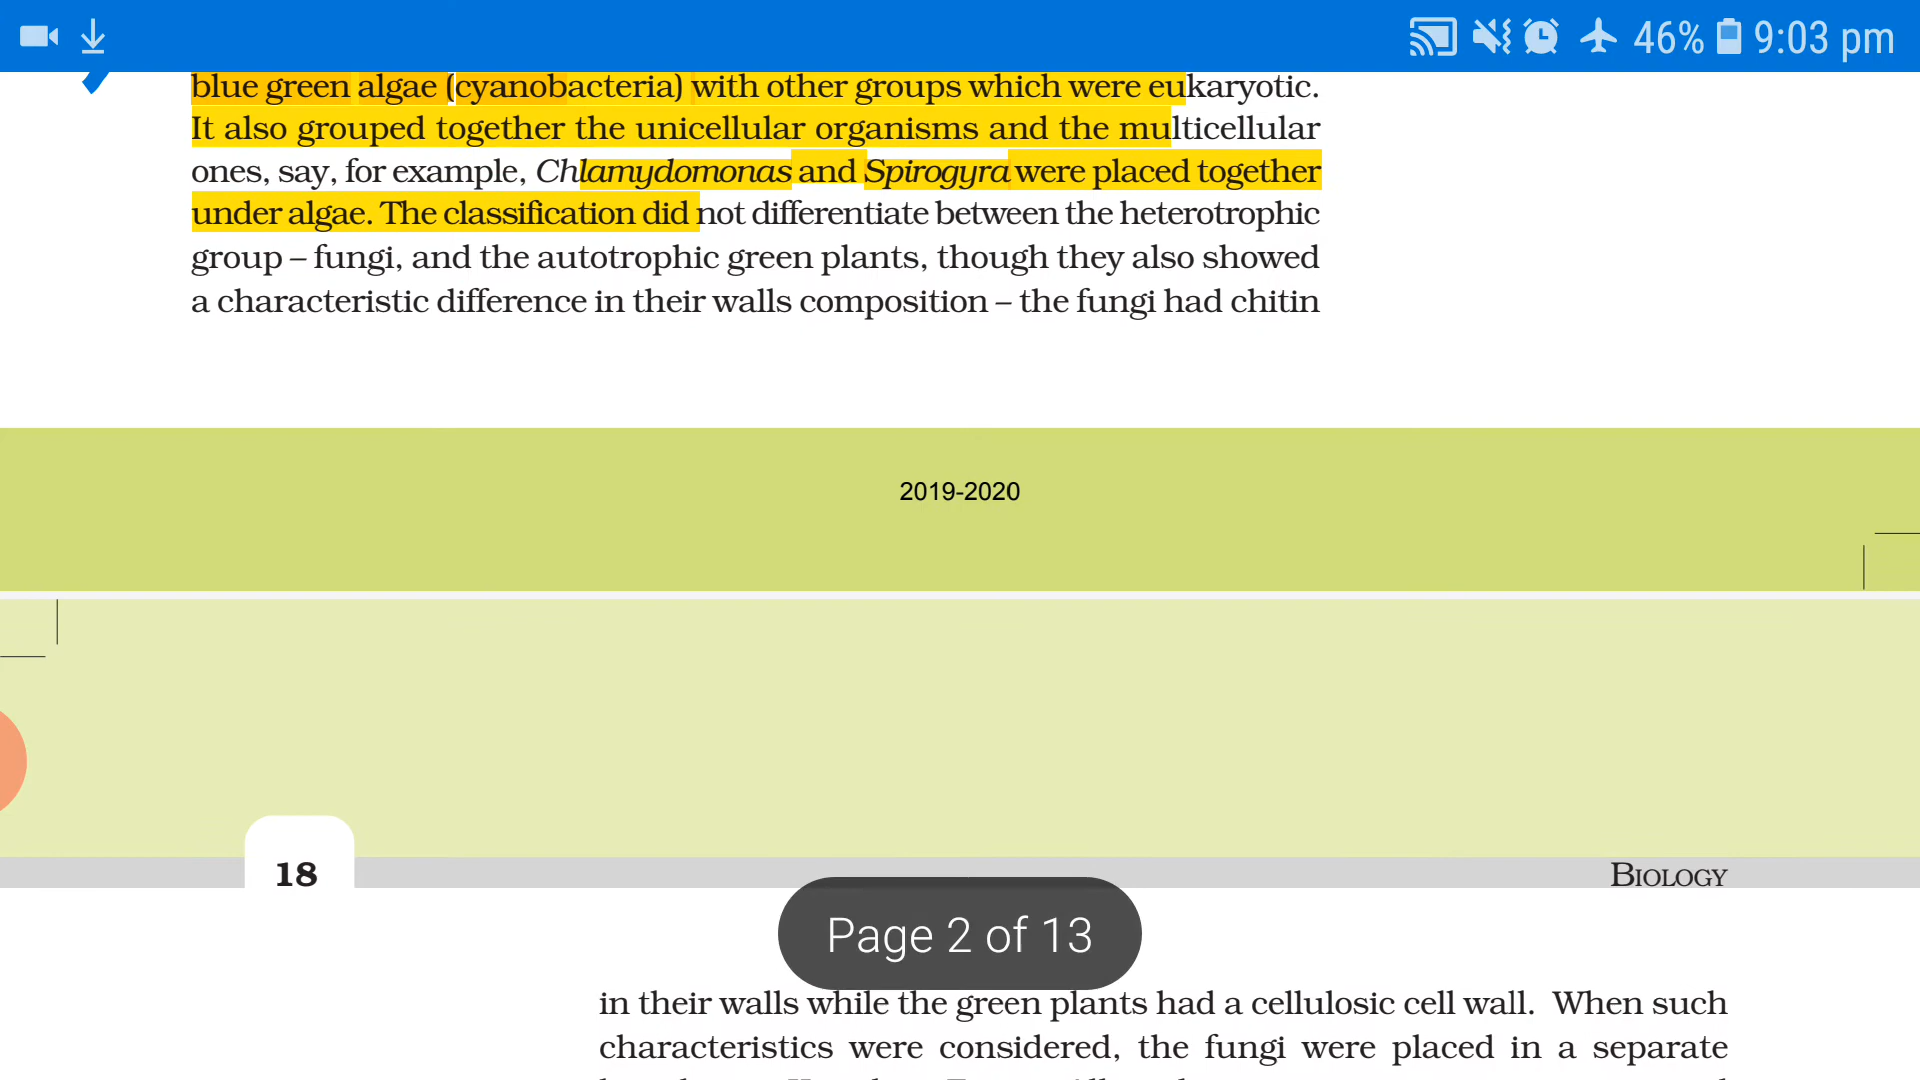 46% 9:03 pm
blue green algae (cyanobacteria) with other groups which were eukaryotic.
It also grouped together the unicellular organisms and the multicellular
ones, say, for example, Chlamydomonas and Spirogyra were placed together
under algae. The classification did not differentiate between the heterotrophic
group – fungi, and the autotrophic green plants, though they also showed
a characteristic difference in their walls composition – the fungi had chitin
2019-2020
18 BIOLOGY
Page 2 of 13
in their walls while the green plants had a cellulosic cell wall. When such
characteristics were considered, the fungi were placed in a separate